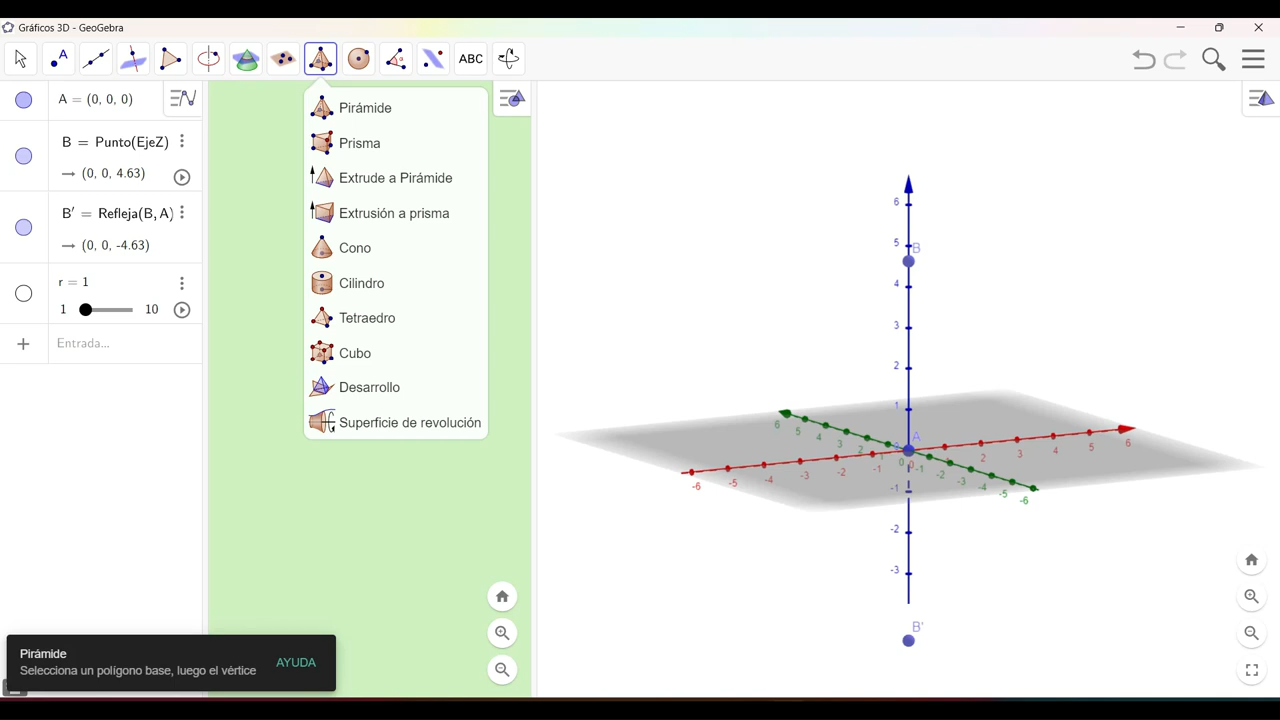 Gráficos 3D - GeoGebra
ABC
A = (0, 0, 0)
B = Punto(EjeZ)
→ (0, 0, 4.63)
B′ = Refleja(B, A)
→ (0, 0, -4.63)
r = 1
1 10
Entrada...
Pirámide
Prisma
Extrude a Pirámide
Extrusión a prisma
Cono
Cilindro
Tetraedro
Cubo
Desarrollo
Superficie de revolución
6
5
B
4
3
2
1
0
A
-1
-2
-3
B'
6 5 4 3 2 1 0 -1 -2 -3 -4 -5 -6
-6 -5 -4 -3 -2 -1 0 2 3 4 5 6
Pirámide
Selecciona un polígono base, luego el vértice
AYUDA